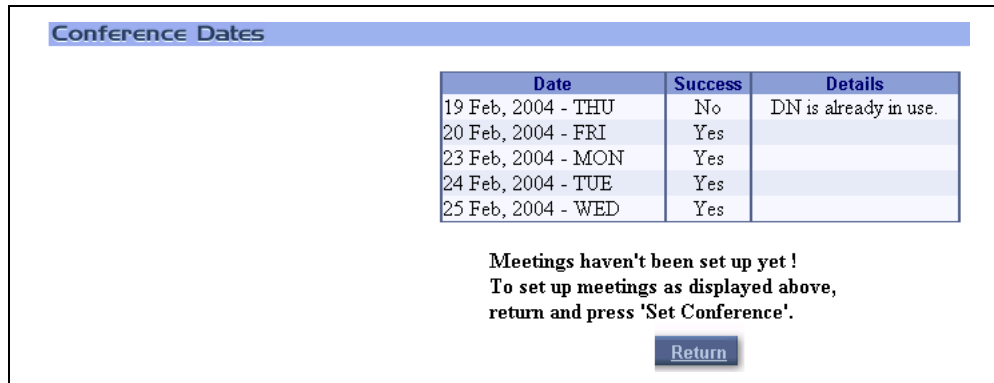 Conference Dates
Date Success Details
19 Feb, 2004 - THU No DN is already in use.
20 Feb, 2004 - FRI Yes
23 Feb, 2004 - MON Yes
24 Feb, 2004 - TUE Yes
25 Feb, 2004 - WED Yes
Meetings haven't been set up yet !
To set up meetings as displayed above,
return and press 'Set Conference'.
Return